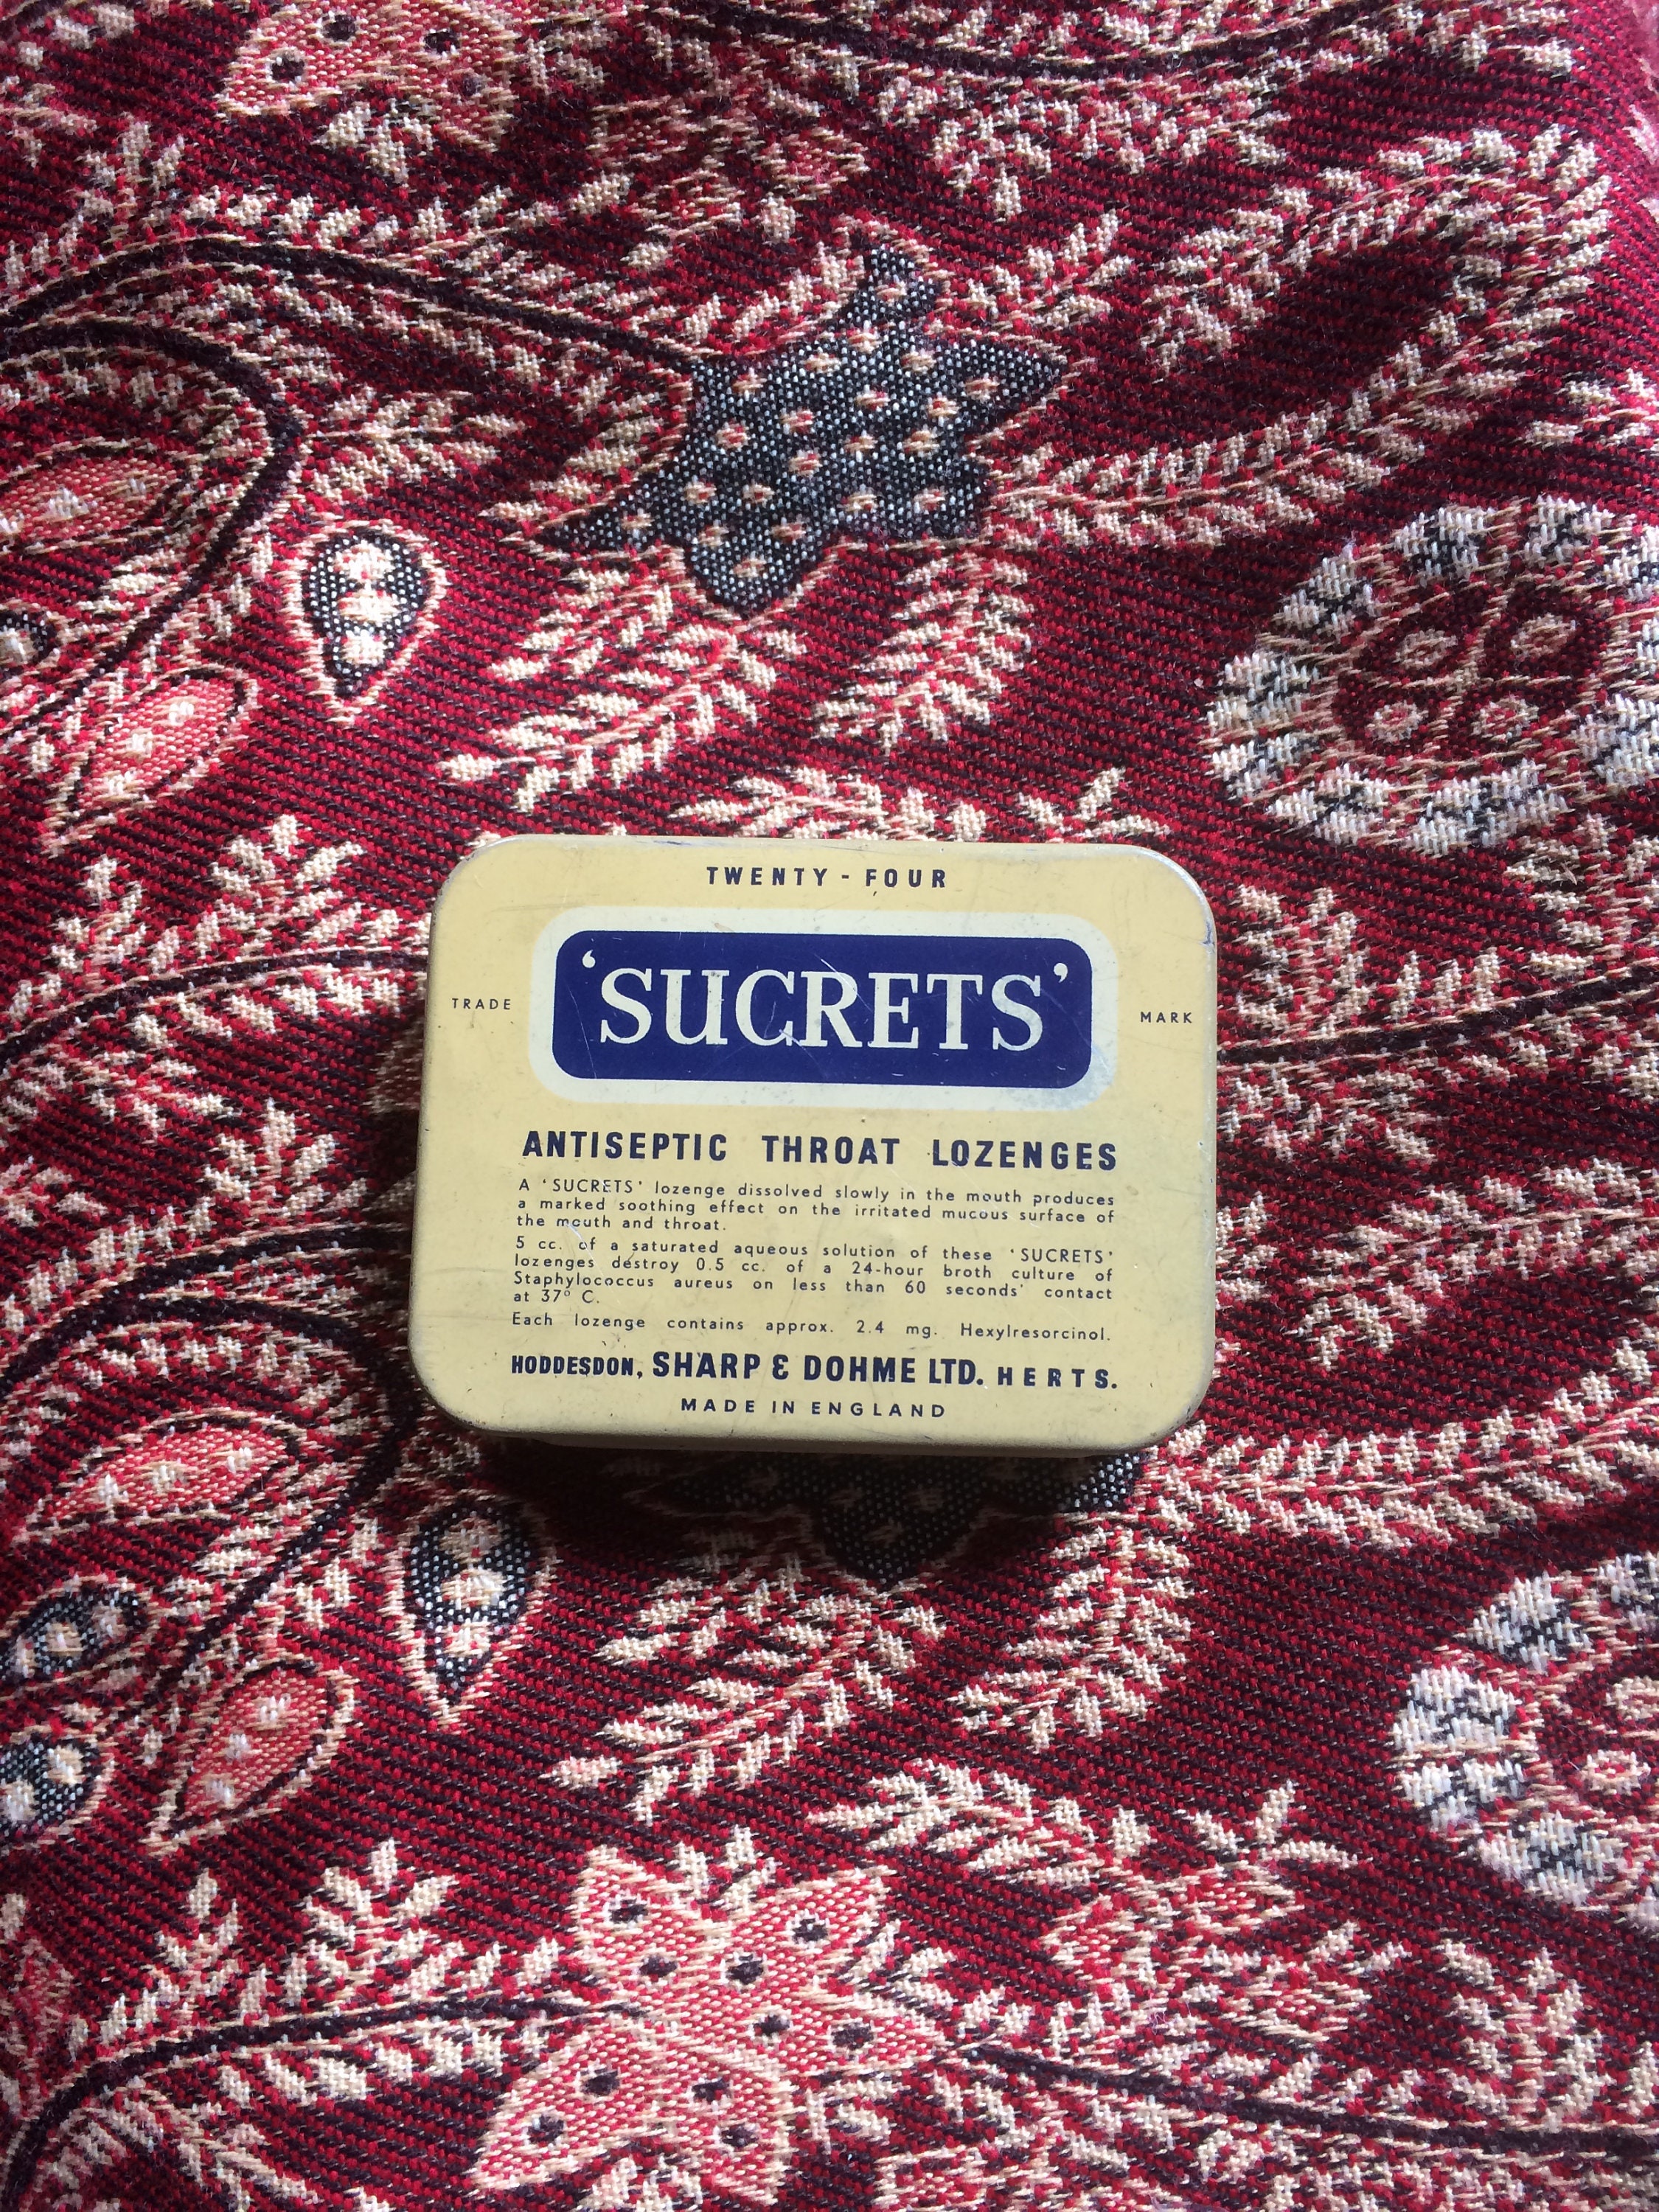 TWENTY - FOUR
'SUCRETS'
TRADE MARK
ANTISEPTIC THROAT LOZENGES
A 'SUCRETS' lozenge dissolved slowly in the mouth produces
a marked soothing effect on the irritated mucous surface of
the mouth and throat.
5 cc. of a saturated aqueous solution of these 'SUCRETS'
lozenges destroy 0.5 cc. of a 24-hour broth culture of
Staphylococcus aureus on less than 60 seconds' contact
at 37° C.
Each lozenge contains approx. 2.4 mg. Hexylresorcinol.
HODDESDON, SHARP & DOHME LTD. HERTS.
MADE IN ENGLAND